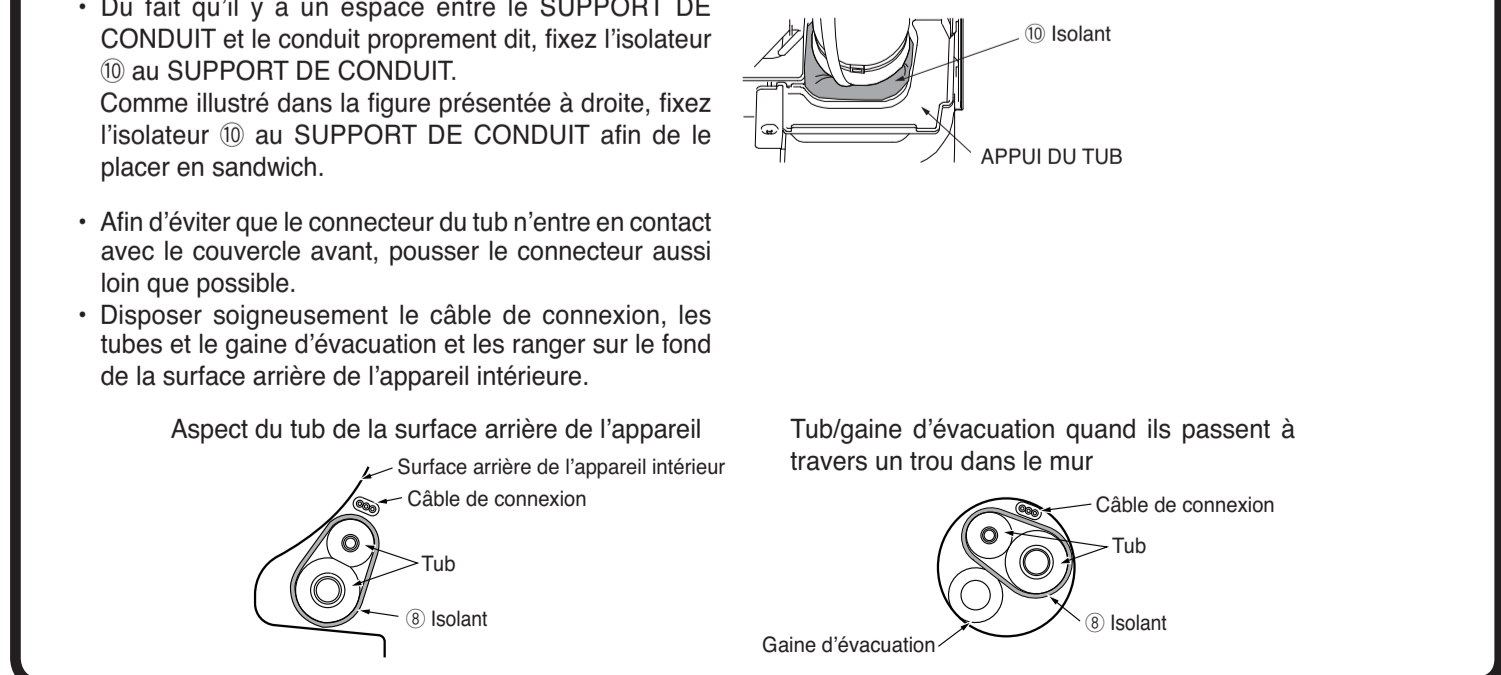 • Du fait qu’il y a un espace entre le SUPPORT DE
CONDUIT et le conduit proprement dit, fixez l’isolateur
⑩ au SUPPORT DE CONDUIT.
Comme illustré dans la figure présentée à droite, fixez
l’isolateur ⑩ au SUPPORT DE CONDUIT afin de le
placer en sandwich.
⑩ Isolant
APPUI DU TUB
• Afin d’éviter que le connecteur du tub n’entre en contact
avec le couvercle avant, pousser le connecteur aussi
loin que possible.
• Disposer soigneusement le câble de connexion, les
tubes et le gaine d’évacuation et les ranger sur le fond
de la surface arrière de l’appareil intérieure.
Aspect du tub de la surface arrière de l’appareil
Surface arrière de l’appareil intérieur
Câble de connexion
Tub
⑧ Isolant
Tub/gaine d’évacuation quand ils passent à
travers un trou dans le mur
Câble de connexion
Tub
⑧ Isolant
Gaine d’évacuation